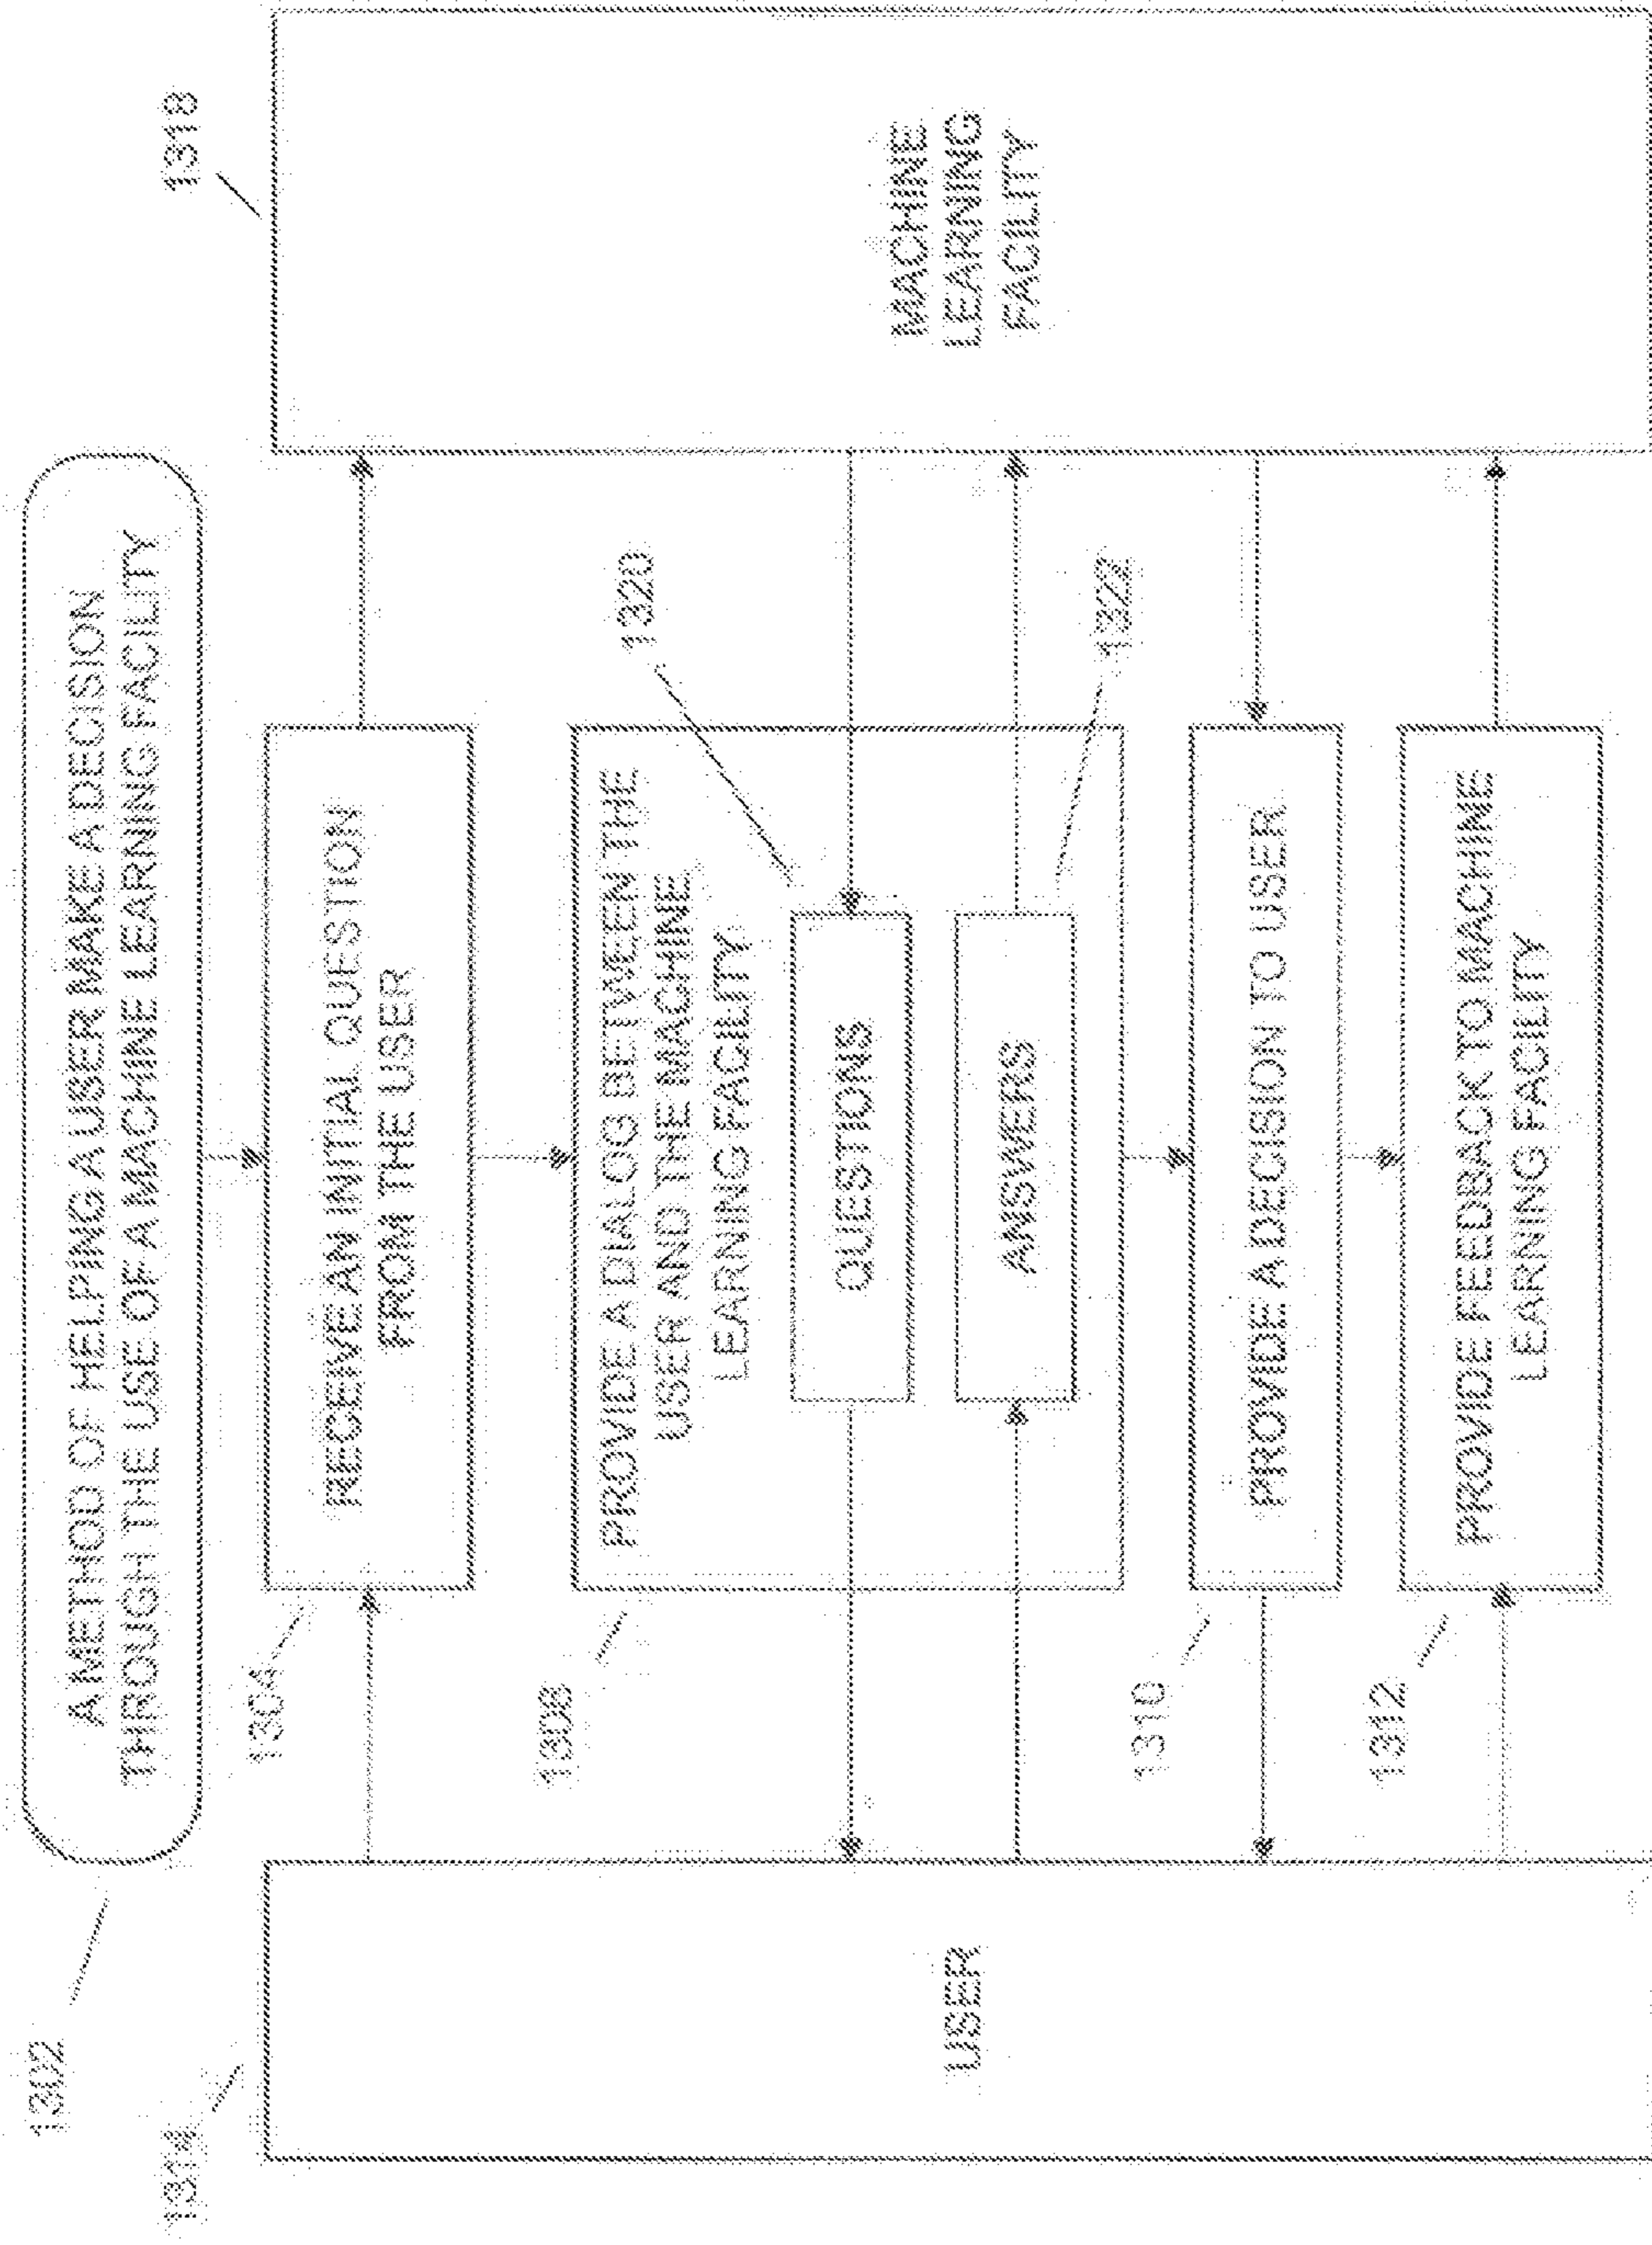 1302
A METHOD OF HELPING A USER MAKE A DECISION
THROUGH THE USE OF A MACHINE LEARNING FACILITY
1314
USER
1304
RECEIVE AN INITIAL QUESTION
FROM THE USER
1308
PROVIDE A DIALOG BETWEEN THE
USER AND THE MACHINE
LEARNING FACILITY
1320
QUESTIONS
ANSWERS
1322
1310
PROVIDE A DECISION TO USER
1312
PROVIDE FEEDBACK TO MACHINE
LEARNING FACILITY
1318
MACHINE
LEARNING
FACILITY